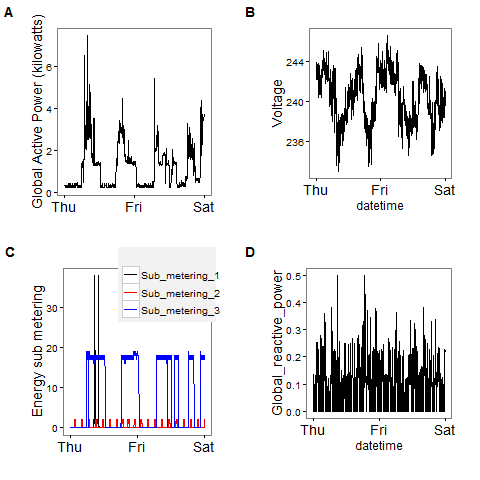 A
Global Active Power (kilowatts)
6
4
2
0
Thu
Fri
Sat
B
Voltage
244
240
236
Thu
Fri
Sat
datetime
C
Energy sub metering
30
20
10
0
Sub_metering_1
Sub_metering_2
Sub_metering_3
Thu
Fri
Sat
D
Global_reactive_power
0.5
0.4
0.3
0.2
0.1
0.0
Thu
Fri
Sat
datetime